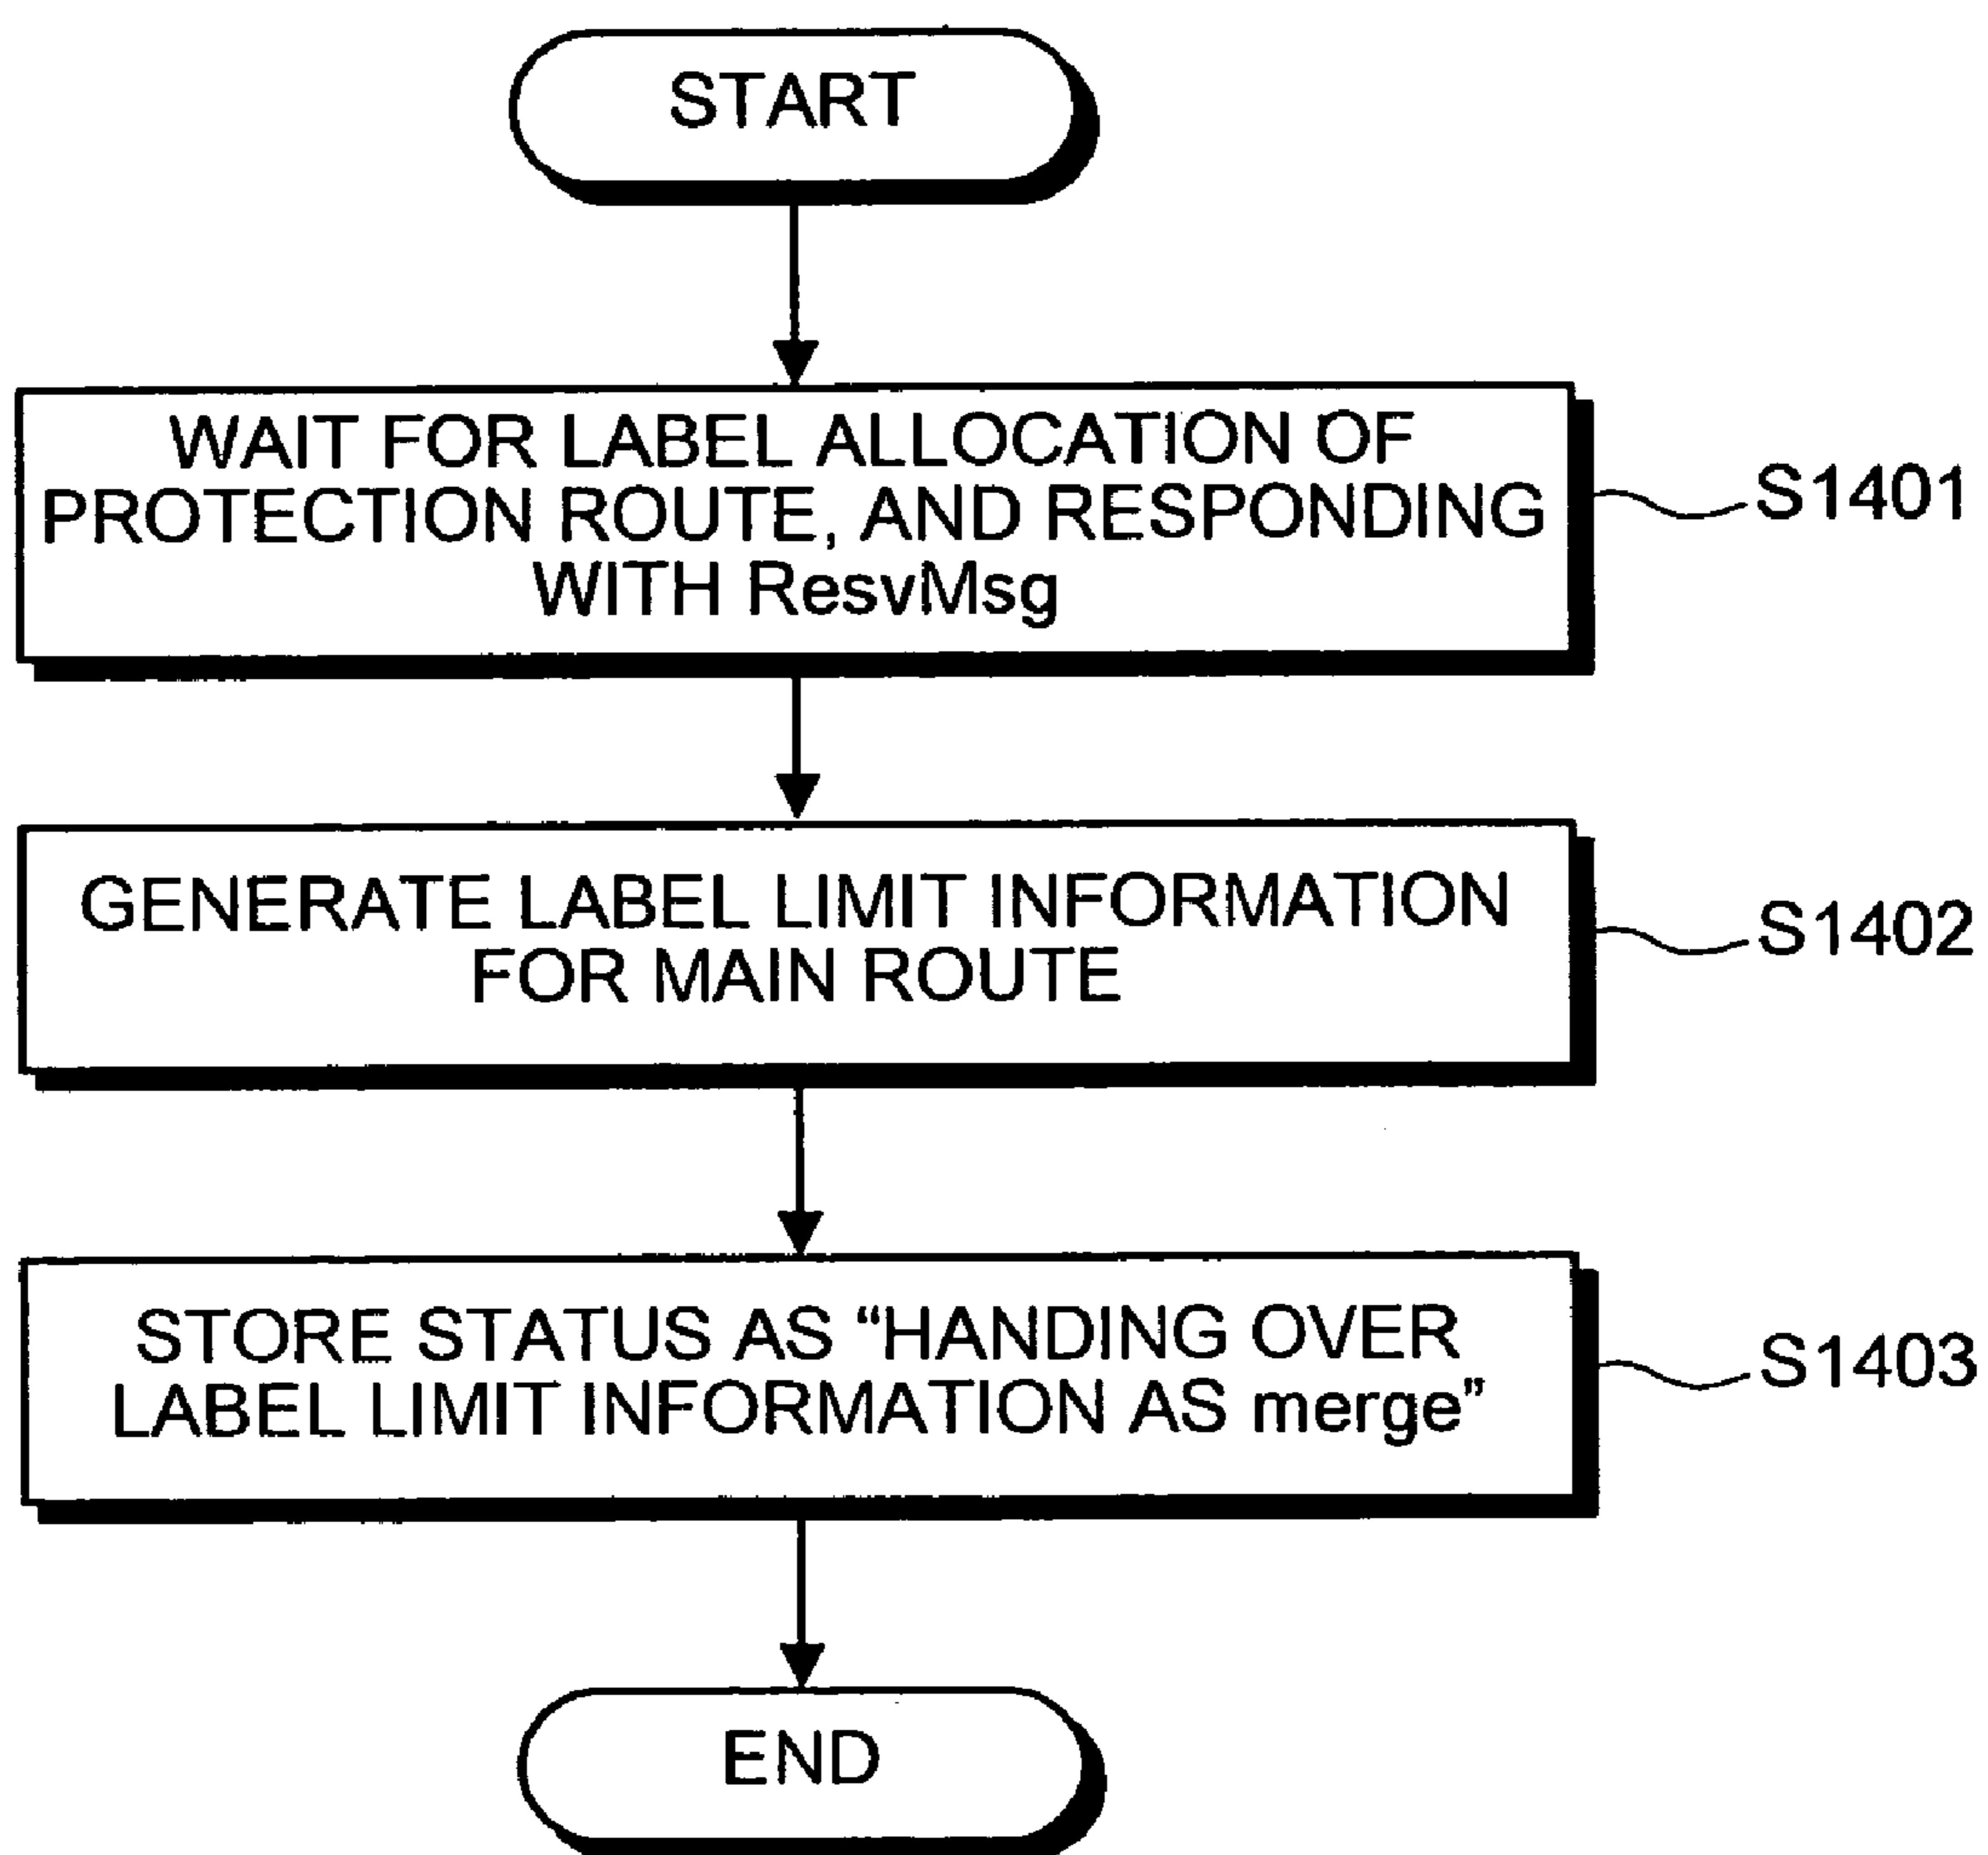 START
WAIT FOR LABEL ALLOCATION OF
PROTECTION ROUTE, AND RESPONDING
WITH ResvMsg
S1401
GENERATE LABEL LIMIT INFORMATION
FOR MAIN ROUTE
S1402
STORE STATUS AS “HANDING OVER
LABEL LIMIT INFORMATION AS merge”
S1403
END